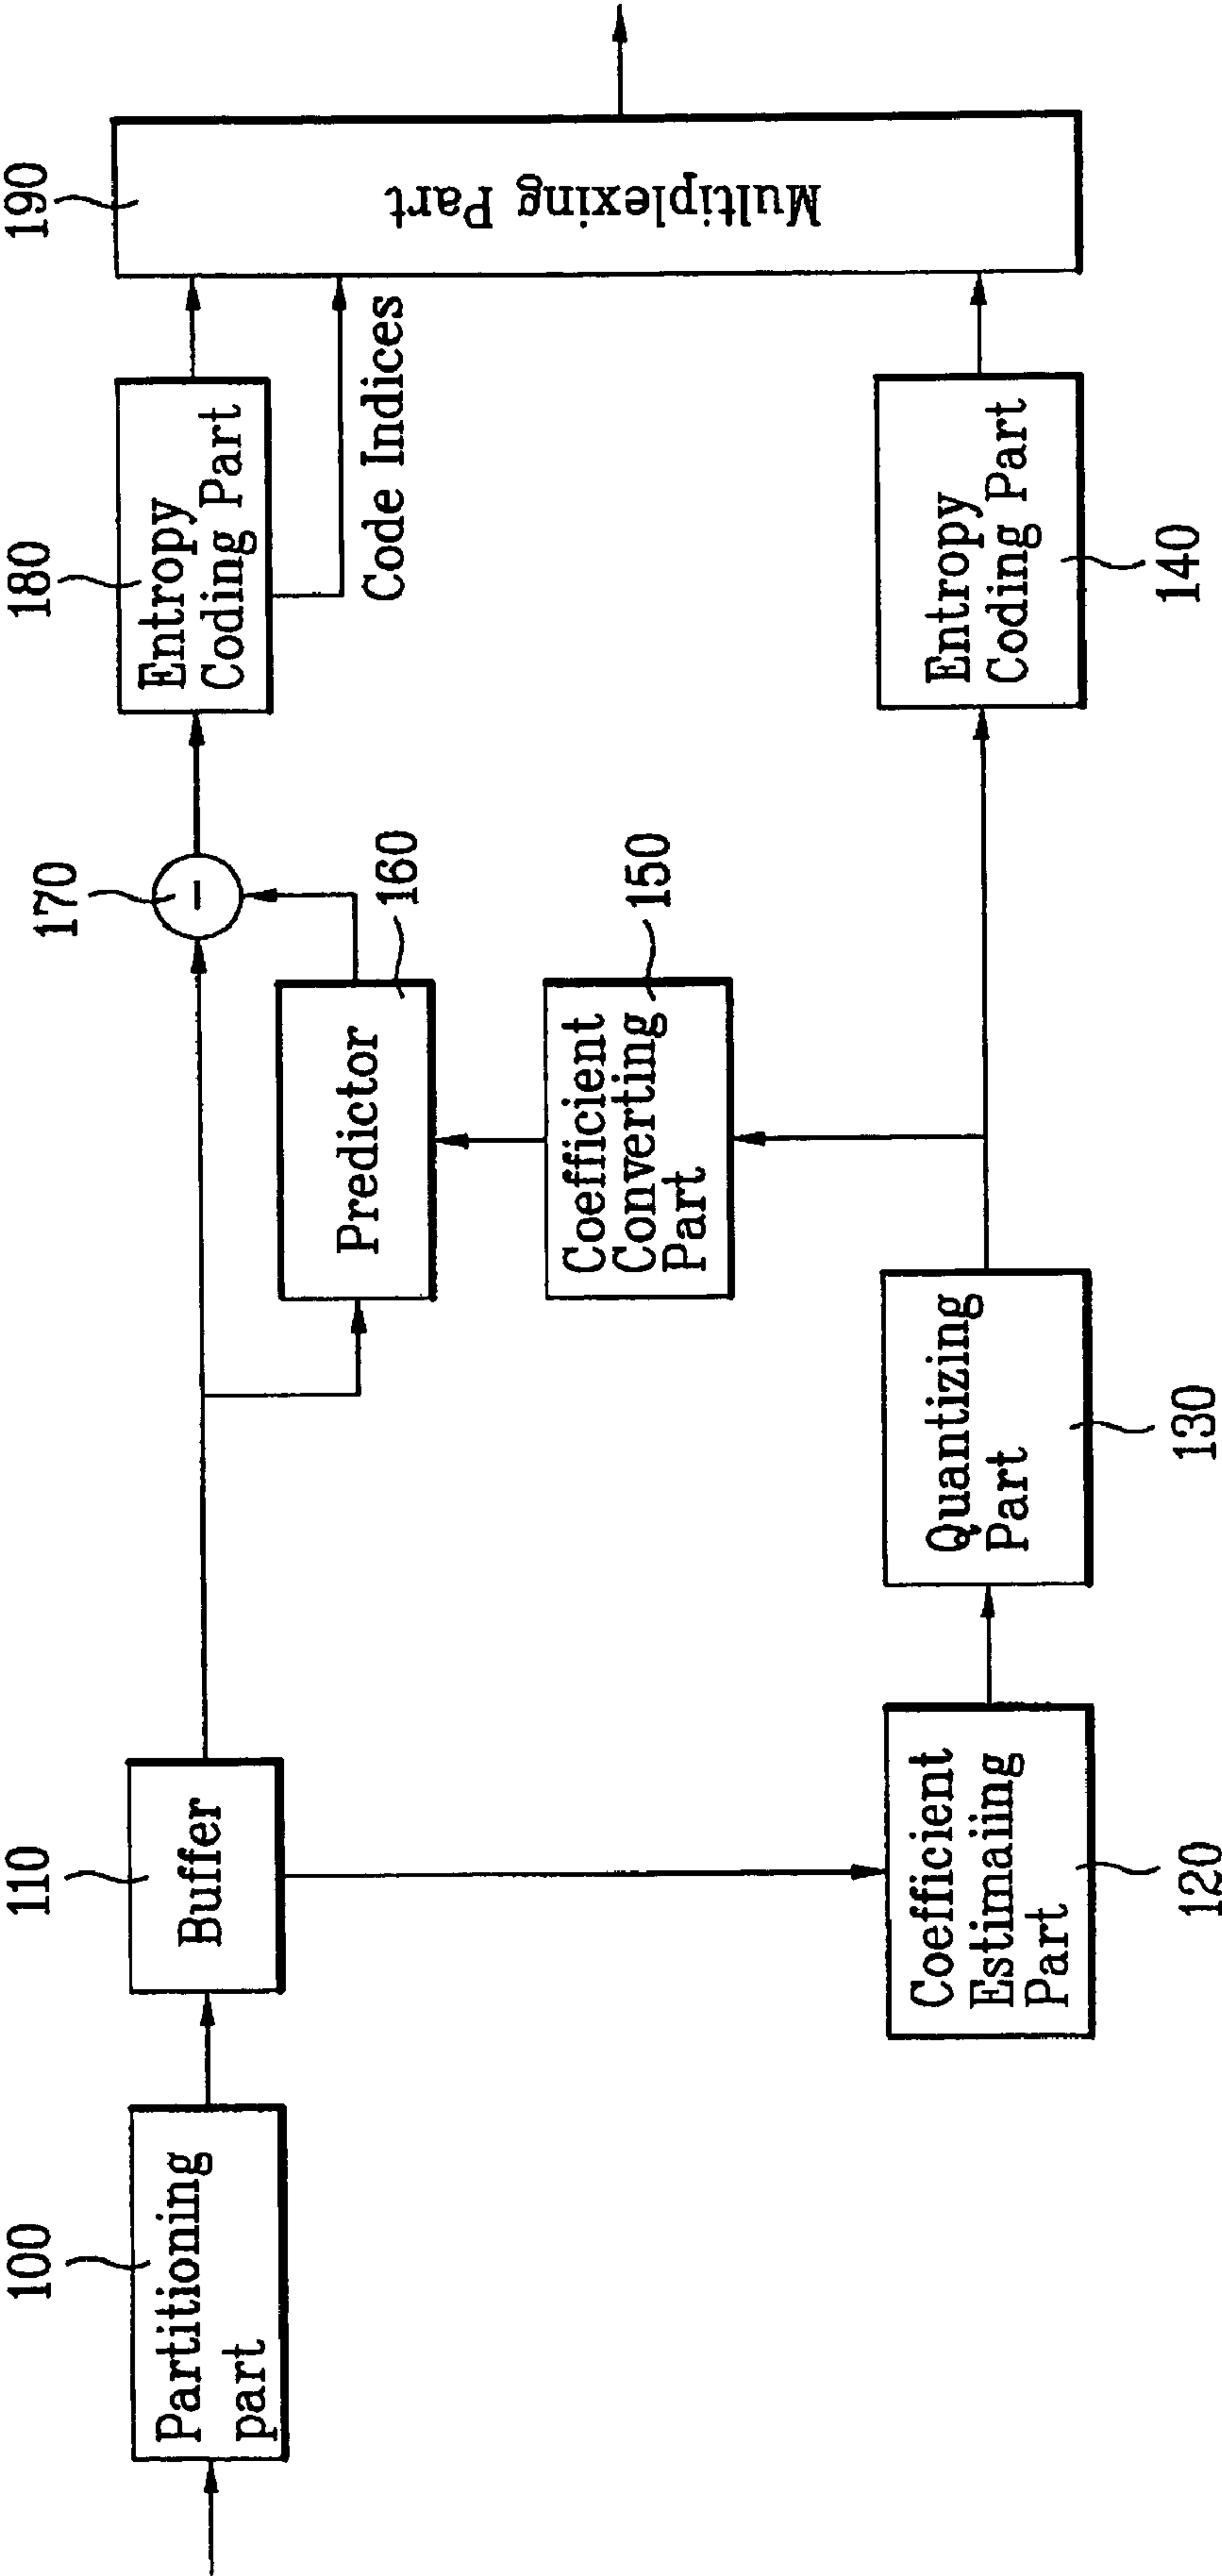 100
Partitioning
part
110
Buffer
170
180
Entropy
Coding Part
190
Multiplexing Part
Code Indices
Predictor
160
Coefficient
Converting
Part
150
Coefficient
Estimaiing
Part
120
Quantizing
Part
130
Entropy
Coding Part
140